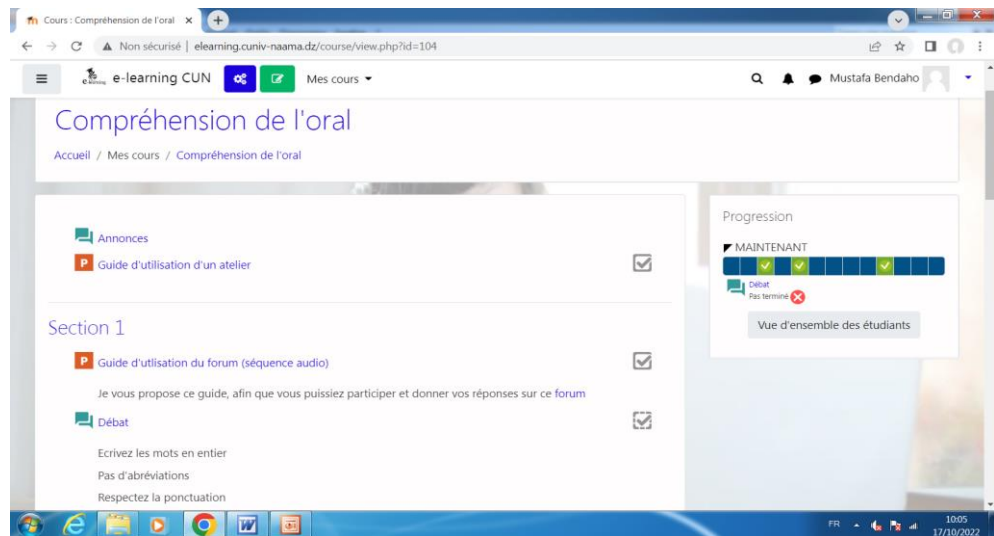 Cours : Compréhension de l'oral
Non sécurisé | elearning.cuniv-naama.dz/course/view.php?id=104
e-learning CUN Mes cours Mustafa Bendaho
Compréhension de l'oral
Accueil / Mes cours / Compréhension de l'oral
Annonces
P Guide d'utilisation d'un atelier
Section 1
P Guide d'utlisation du forum (séquence audio)
Je vous propose ce guide, afin que vous puissiez participer et donner vos réponses sur ce forum
Débat
Ecrivez les mots en entier
Pas d'abréviations
Respectez la ponctuation
Progression
MAINTENANT
Débat
Pas terminé
Vue d'ensemble des étudiants
FR
10:05
17/10/2022